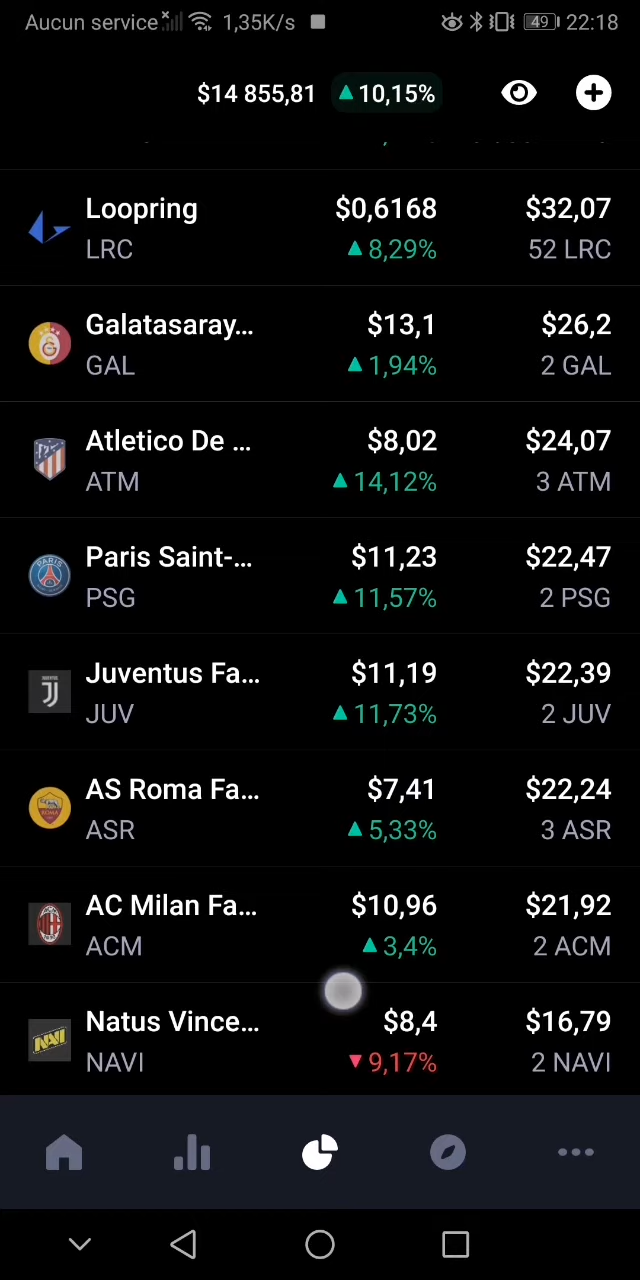 Aucun service 1,35K/s 49 22:18
$14 855,81 ▲ 10,15%
Loopring $0,6168 $32,07
LRC ▲ 8,29% 52 LRC
Galatasaray... $13,1 $26,2
GAL ▲ 1,94% 2 GAL
Atletico De ... $8,02 $24,07
ATM ▲ 14,12% 3 ATM
Paris Saint-... $11,23 $22,47
PSG ▲ 11,57% 2 PSG
Juventus Fa... $11,19 $22,39
JUV ▲ 11,73% 2 JUV
AS Roma Fa... $7,41 $22,24
ASR ▲ 5,33% 3 ASR
AC Milan Fa... $10,96 $21,92
ACM ▲ 3,4% 2 ACM
Natus Vince... $8,4 $16,79
NAVI ▼ 9,17% 2 NAVI